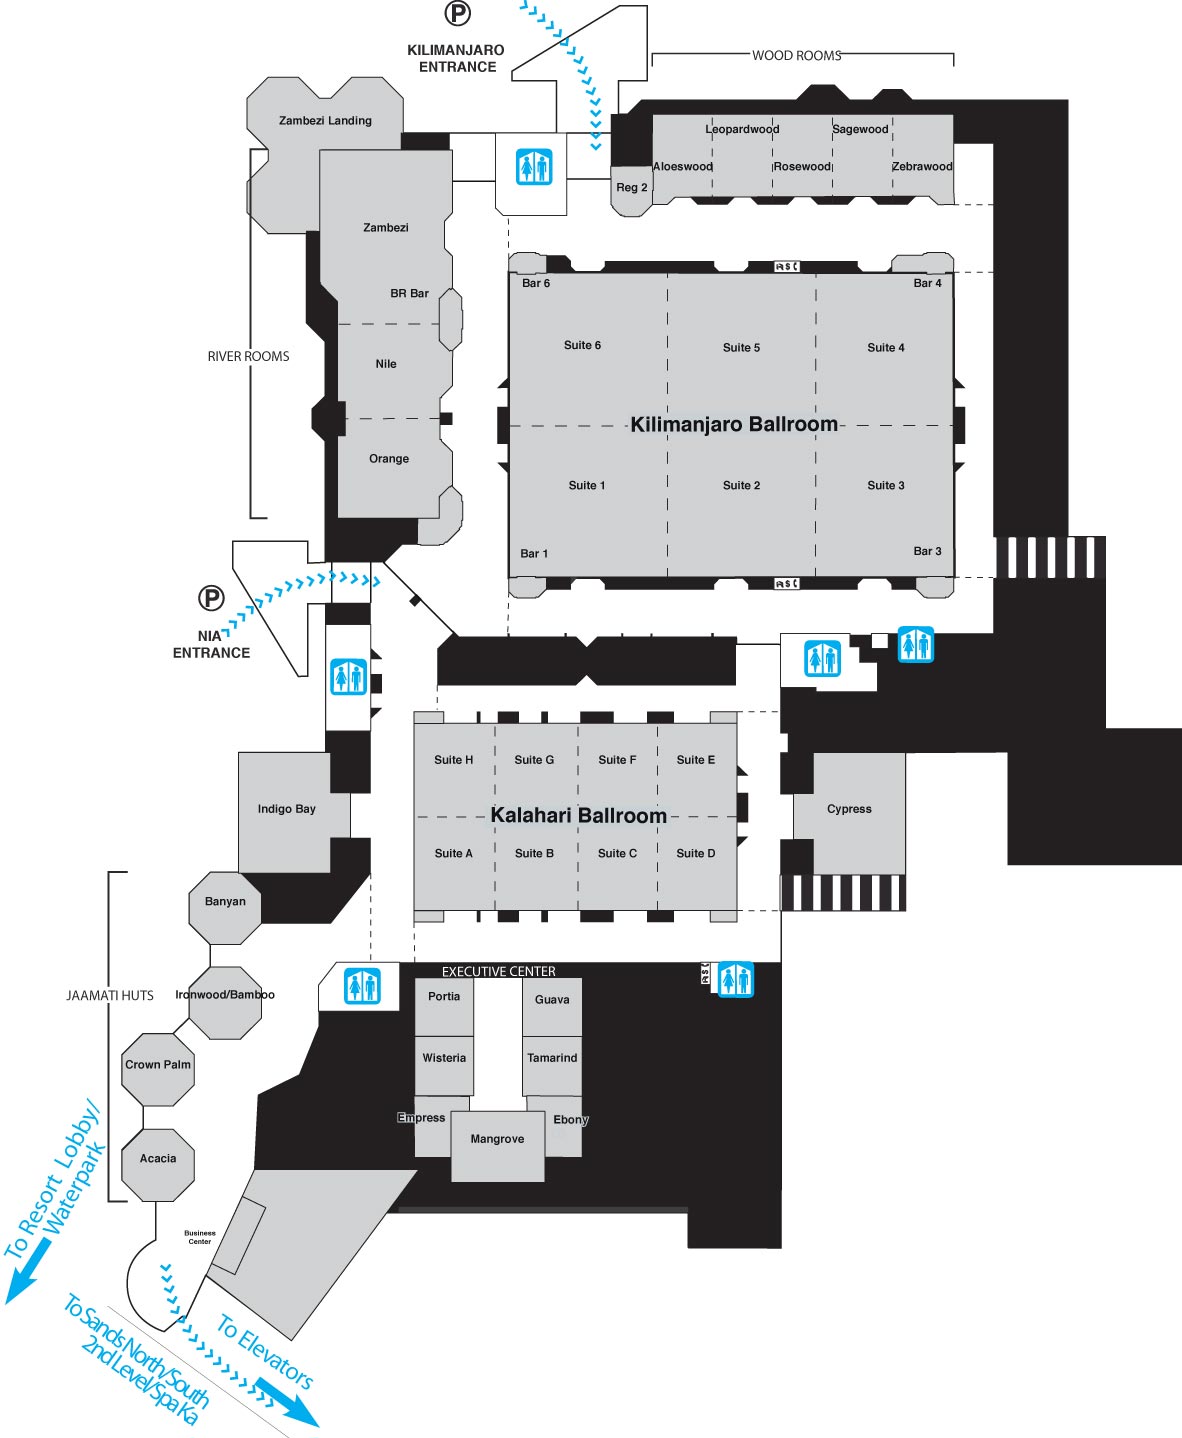 P
KILIMANJARO
ENTRANCE
WOOD ROOMS
Zambezi Landing
Leopardwood
Sagewood
Aloeswood
Rosewood
Zebrawood
Reg 2
Zambezi
BR Bar
Bar 6
Bar 4
RIVER ROOMS
Nile
Suite 6
Suite 5
Suite 4
Kilimanjaro Ballroom
Orange
Suite 1
Suite 2
Suite 3
Bar 1
Bar 3
P
NIA
ENTRANCE
Suite H
Suite G
Suite F
Suite E
Indigo Bay
Kalahari Ballroom
Cypress
Suite A
Suite B
Suite C
Suite D
Banyan
EXECUTIVE CENTER
JAAMATI HUTS
Ironwood/Bamboo
Portia
Guava
Crown Palm
Wisteria
Tamarind
Empress
Ebony
Mangrove
Acacia
To Resort Lobby/
Waterpark
Business
Center
To Sands North/South
2nd Level/Spa Ka
To Elevators